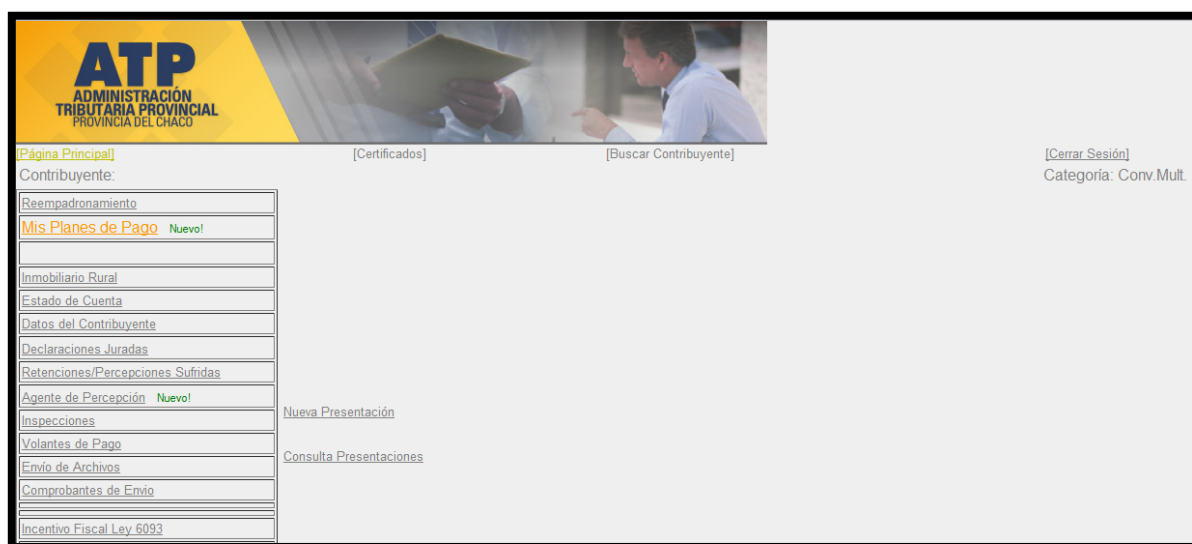 ATP
ADMINISTRACIÓN
TRIBUTARIA PROVINCIAL
PROVINCIA DEL CHACO
[Página Principal] [Certificados] [Buscar Contribuyente] [Cerrar Sesión]
Contribuyente: Categoría: Conv.Mult.
Reempadronamiento
Mis Planes de Pago Nuevo!
Inmobiliario Rural
Estado de Cuenta
Datos del Contribuyente
Declaraciones Juradas
Retenciones/Percepciones Sufridas
Agente de Percepción Nuevo!
Inspecciones
Volantes de Pago
Envío de Archivos
Comprobantes de Envio
Incentivo Fiscal Ley 6093
Nueva Presentación
Consulta Presentaciones